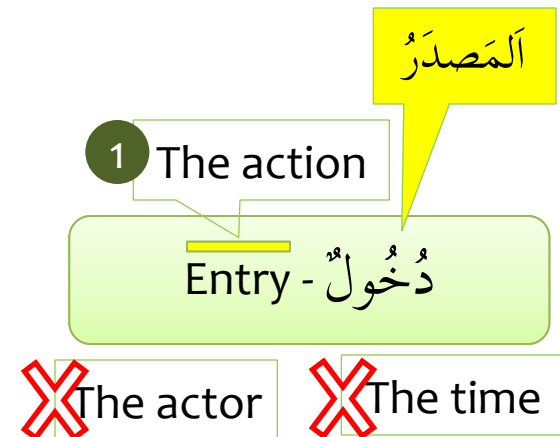 اَلمَصدَرُ
1 The action
Entry - دُخُولٌ
The actor
The time